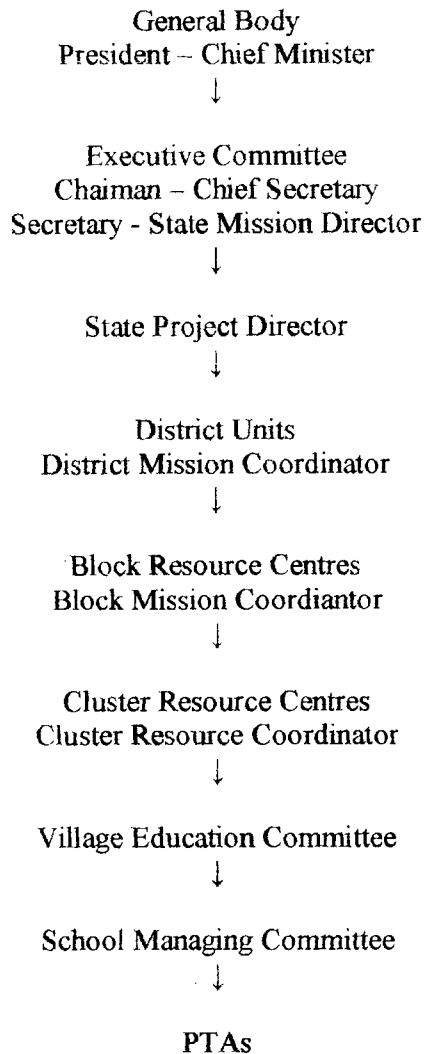 General Body
President – Chief Minister
↓
Executive Committee
Chaiman – Chief Secretary
Secretary - State Mission Director
↓
State Project Director
↓
District Units
District Mission Coordinator
↓
Block Resource Centres
Block Mission Coordiantor
↓
Cluster Resource Centres
Cluster Resource Coordinator
↓
Village Education Committee
↓
School Managing Committee
↓
PTAs